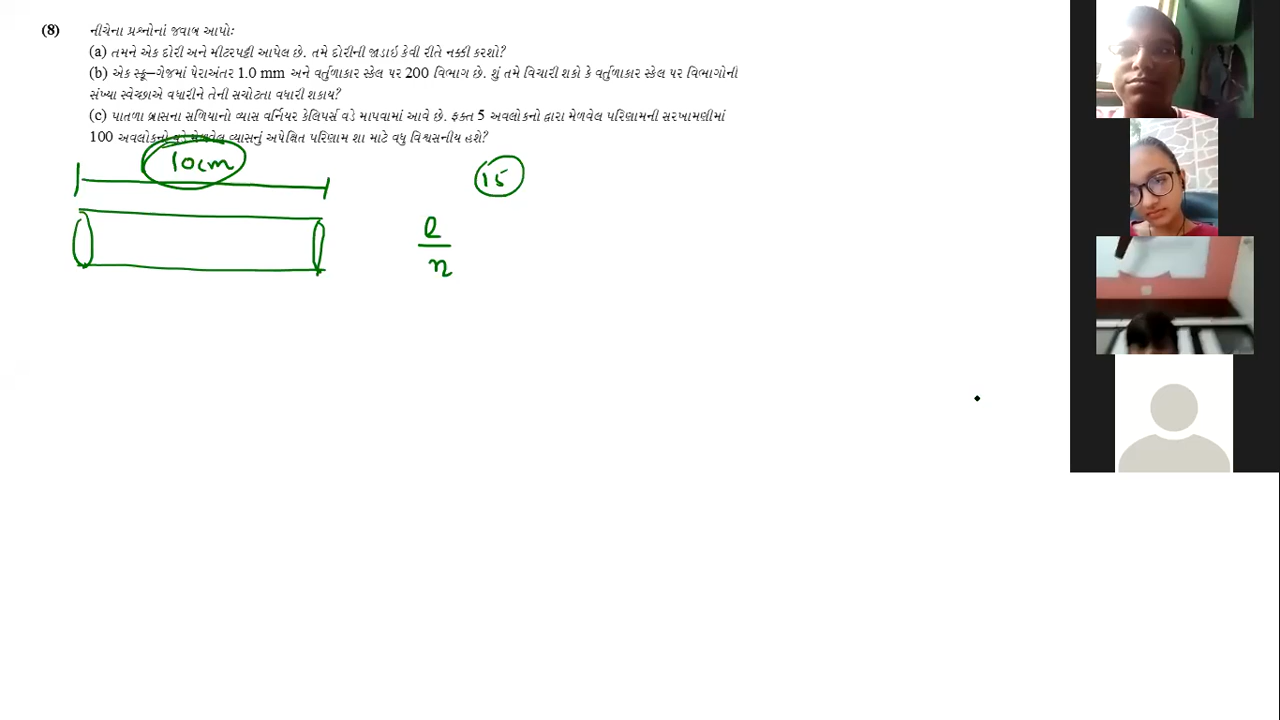 (8) નીચેના પ્રશ્નોનાં જવાબ આપોઃ
(a) તમને એક દોરી અને મીટરપટ્ટી આપેલ છે. તમે દોરીની જાડાઈ કેવી રીતે નક્કી કરશો?
(b) એક સ્ક્રૂ–ગેજમાં પેચઅંતર 1.0 mm અને વર્તુળાકાર સ્કેલ પર 200 વિભાગ છે. શું તમે વિચારી શકો કે વર્તુળાકાર સ્કેલ પર વિભાગોની
સંખ્યા સ્વેચ્છાએ વધારીને તેની સચોટતા વધારી શકાય?
(c) પાતળા બ્રાસના સળિયાનો વ્યાસ વર્નિયર કેલિપર્સ વડે માપવામાં આવે છે. ફક્ત 5 અવલોકનો દ્વારા મેળવેલ પરિણામની સરખામણીમાં
100 અવલોકનો વડે મેળવેલ વ્યાસનું અપેક્ષિત પરિણામ શા માટે વધુ વિશ્વસનીય હશે?
10cm
15
l
n